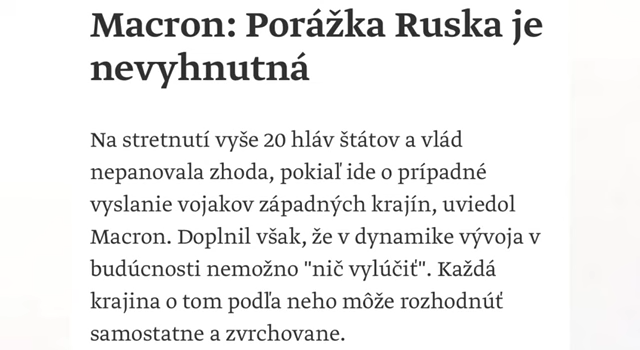 Macron: Porážka Ruska je
nevyhnutná
Na stretnutí vyše 20 hláv štátov a vlád
nepanovala zhoda, pokiaľ ide o prípadné
vyslanie vojakov západných krajín, uviedol
Macron. Doplnil však, že v dynamike vývoja v
budúcnosti nemožno "nič vylúčiť". Každá
krajina o tom podľa neho môže rozhodnúť
samostatne a zvrchovane.